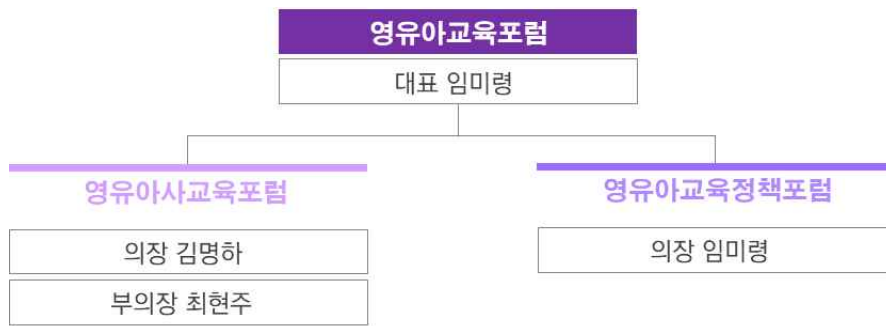 영유아교육포럼
대표 임미령
영유아사교육포럼
의장 김명하
부의장 최현주
영유아교육정책포럼
의장 임미령